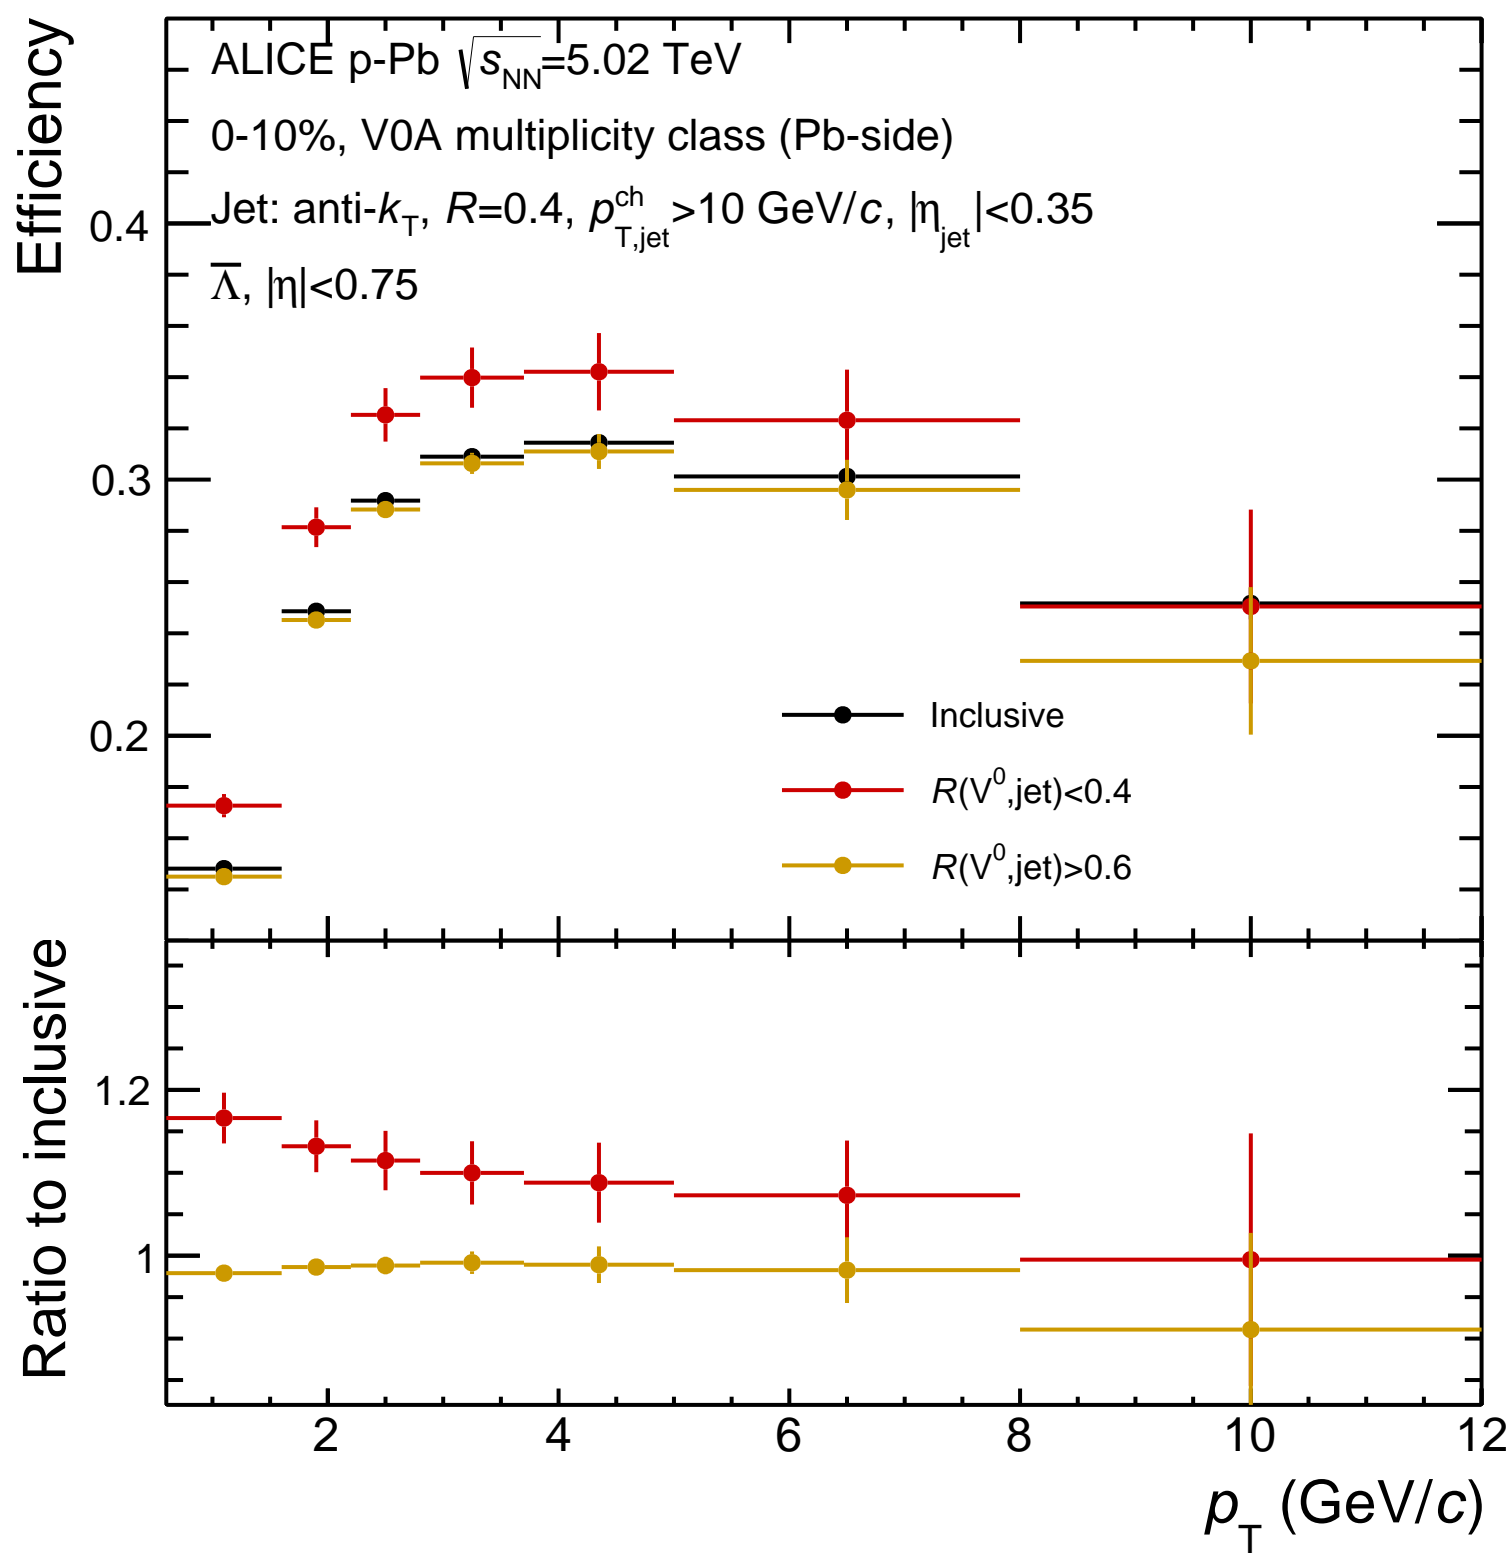 Efficiency
ALICE p-Pb √s_NN=5.02 TeV
0-10%, V0A multiplicity class (Pb-side)
Jet: anti-k_T, R=0.4, p_T,jet^ch>10 GeV/c, |η_jet|<0.35
Λ̅, |η|<0.75
0.4
0.3
0.2
Inclusive
R(V^0,jet)<0.4
R(V^0,jet)>0.6
Ratio to inclusive
1.2
1
2 4 6 8 10 12
p_T (GeV/c)